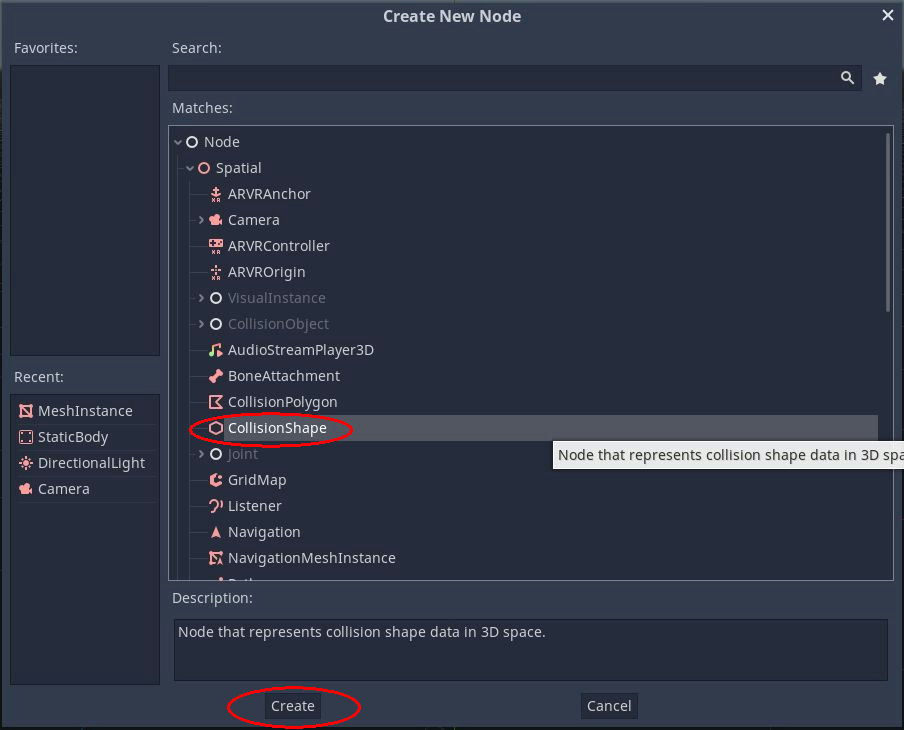 Create New Node
Favorites:
Search:
Matches:
Node
Spatial
ARVRAnchor
Camera
ARVRController
ARVROrigin
VisualInstance
CollisionObject
AudioStreamPlayer3D
BoneAttachment
CollisionPolygon
CollisionShape
Joint
GridMap
Listener
Navigation
NavigationMeshInstance
Node that represents collision shape data in 3D
Recent:
MeshInstance
StaticBody
DirectionalLight
Camera
Description:
Node that represents collision shape data in 3D space.
Create
Cancel